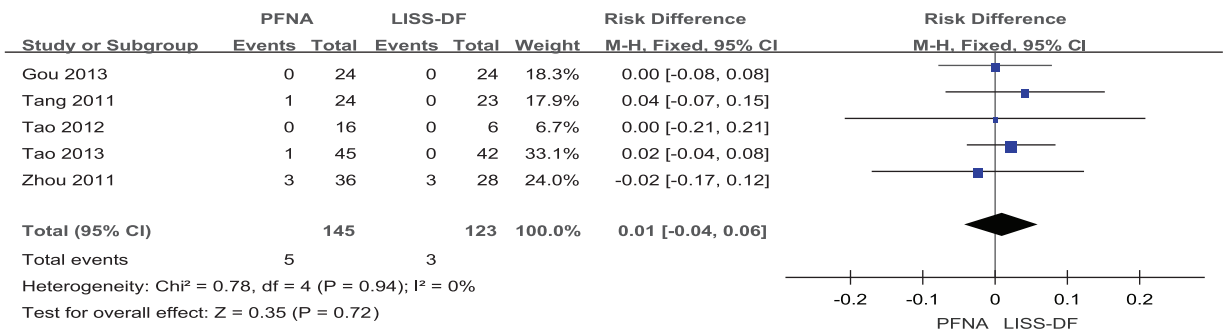 PFNA LISS-DF Risk Difference Risk Difference
Study or Subgroup Events Total Events Total Weight M-H, Fixed, 95% CI M-H, Fixed, 95% CI
Gou 2013 0 24 0 24 18.3% 0.00 [-0.08, 0.08]
Tang 2011 1 24 0 23 17.9% 0.04 [-0.07, 0.15]
Tao 2012 0 16 0 6 6.7% 0.00 [-0.21, 0.21]
Tao 2013 1 45 0 42 33.1% 0.02 [-0.04, 0.08]
Zhou 2011 3 36 3 28 24.0% -0.02 [-0.17, 0.12]
Total (95% CI) 145 123 100.0% 0.01 [-0.04, 0.06]
Total events 5 3
Heterogeneity: Chi² = 0.78, df = 4 (P = 0.94); I² = 0%
Test for overall effect: Z = 0.35 (P = 0.72)
-0.2 -0.1 0 0.1 0.2
PFNA LISS-DF